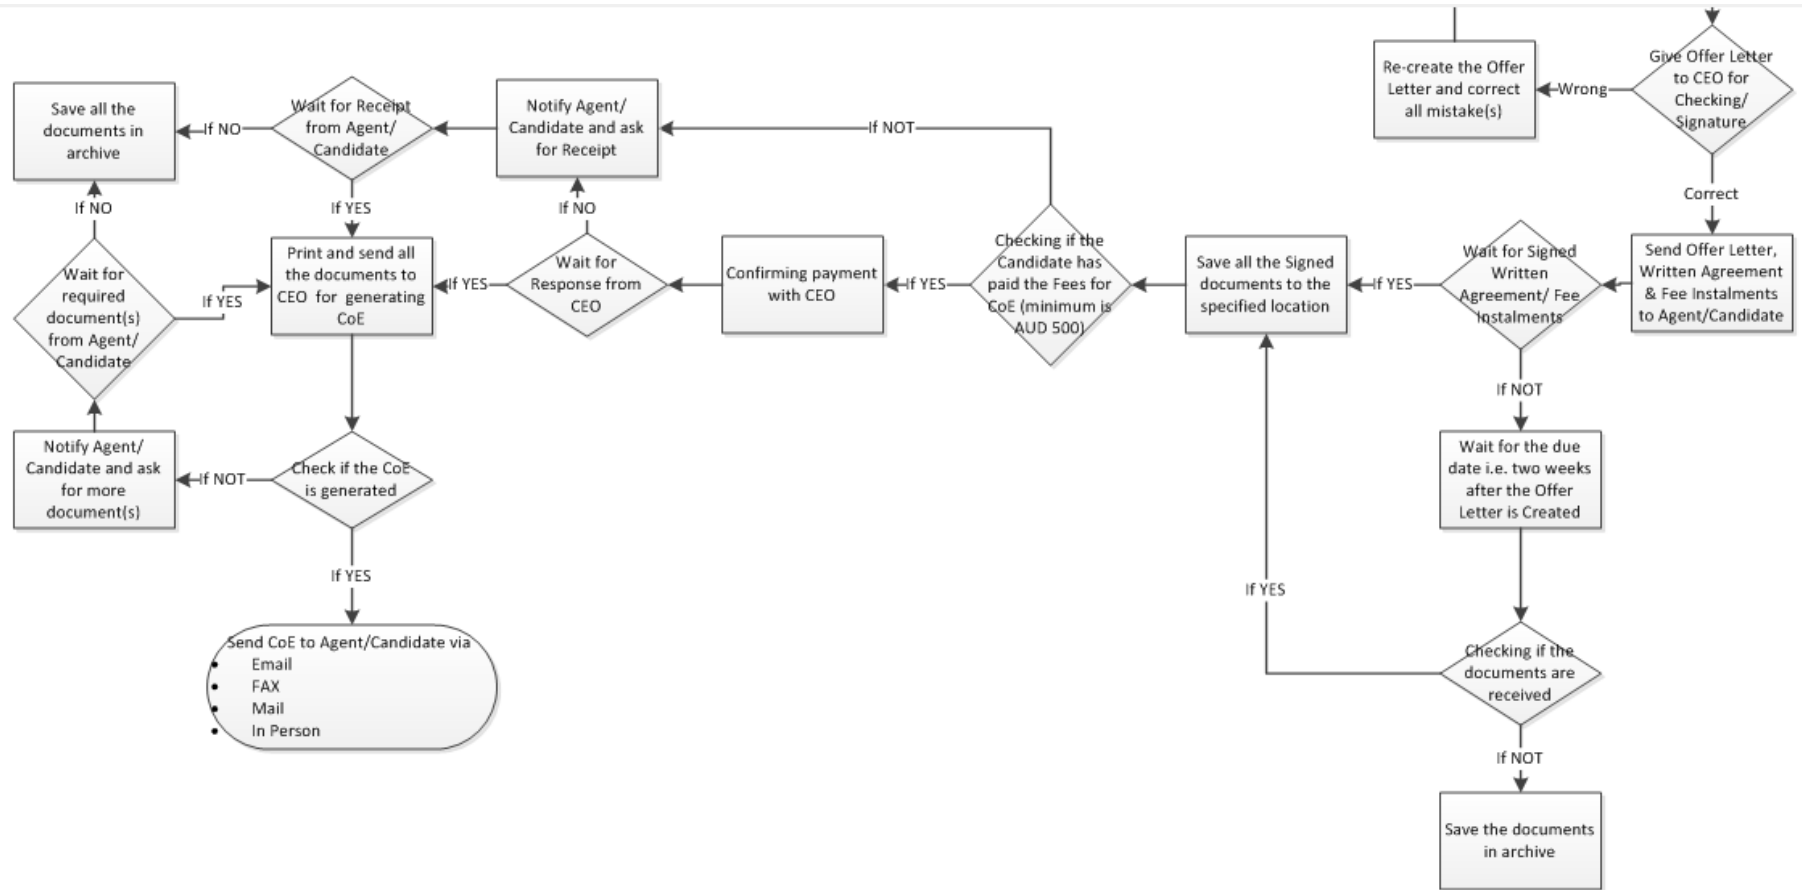 Give Offer Letter
to CEO for
Checking/
Signature
Wrong
Re-create the Offer
Letter and correct
all mistake(s)
Correct
Send Offer Letter,
Written Agreement
& Fee Instalments
to Agent/Candidate
Wait for Signed
Written
Agreement/ Fee
Instalments
If YES
If NOT
Wait for the due
date i.e. two weeks
after the Offer
Letter is Created
Checking if the
documents are
received
If YES
If NOT
Save the documents
in archive
Save all the Signed
documents to the
specified location
Checking if the
Candidate has
paid the Fees for
CoE (minimum is
AUD 500)
If NOT
If YES
Confirming payment
with CEO
Wait for
Response from
CEO
If NO
If YES
Notify Agent/
Candidate and ask
for Receipt
Wait for Receipt
from Agent/
Candidate
If NO
If YES
Save all the
documents in
archive
Print and send all
the documents to
CEO for generating
CoE
Check if the CoE
is generated
If NOT
If YES
Notify Agent/
Candidate and ask
for more
document(s)
Wait for
required
document(s)
from Agent/
Candidate
If NO
If YES
Send CoE to Agent/Candidate via
• Email
• FAX
• Mail
• In Person